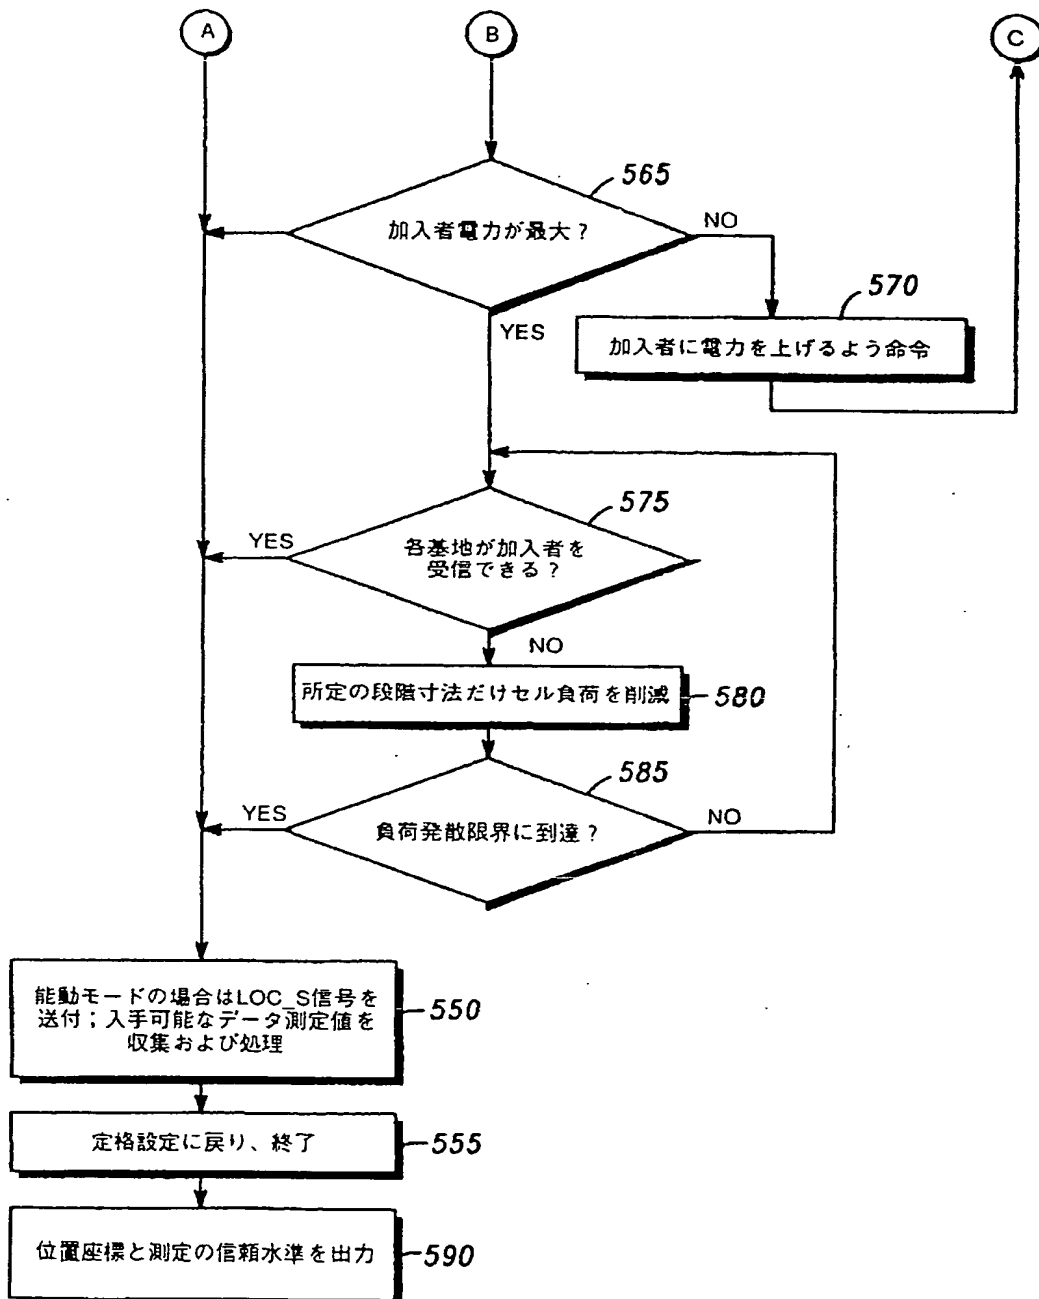 A
B
C
565
加入者電力が最大？
NO
570
YES
加入者に電力を上げるよう命令
575
YES
各基地が加入者を
受信できる？
NO
所定の段階寸法だけセル負荷を削減
580
585
YES
負荷発散限界に到達？
NO
能動モードの場合はLOC_S信号を
送付；入手可能なデータ測定値を
収集および処理
550
定格設定に戻り、終了
555
位置座標と測定の信頼水準を出力
590